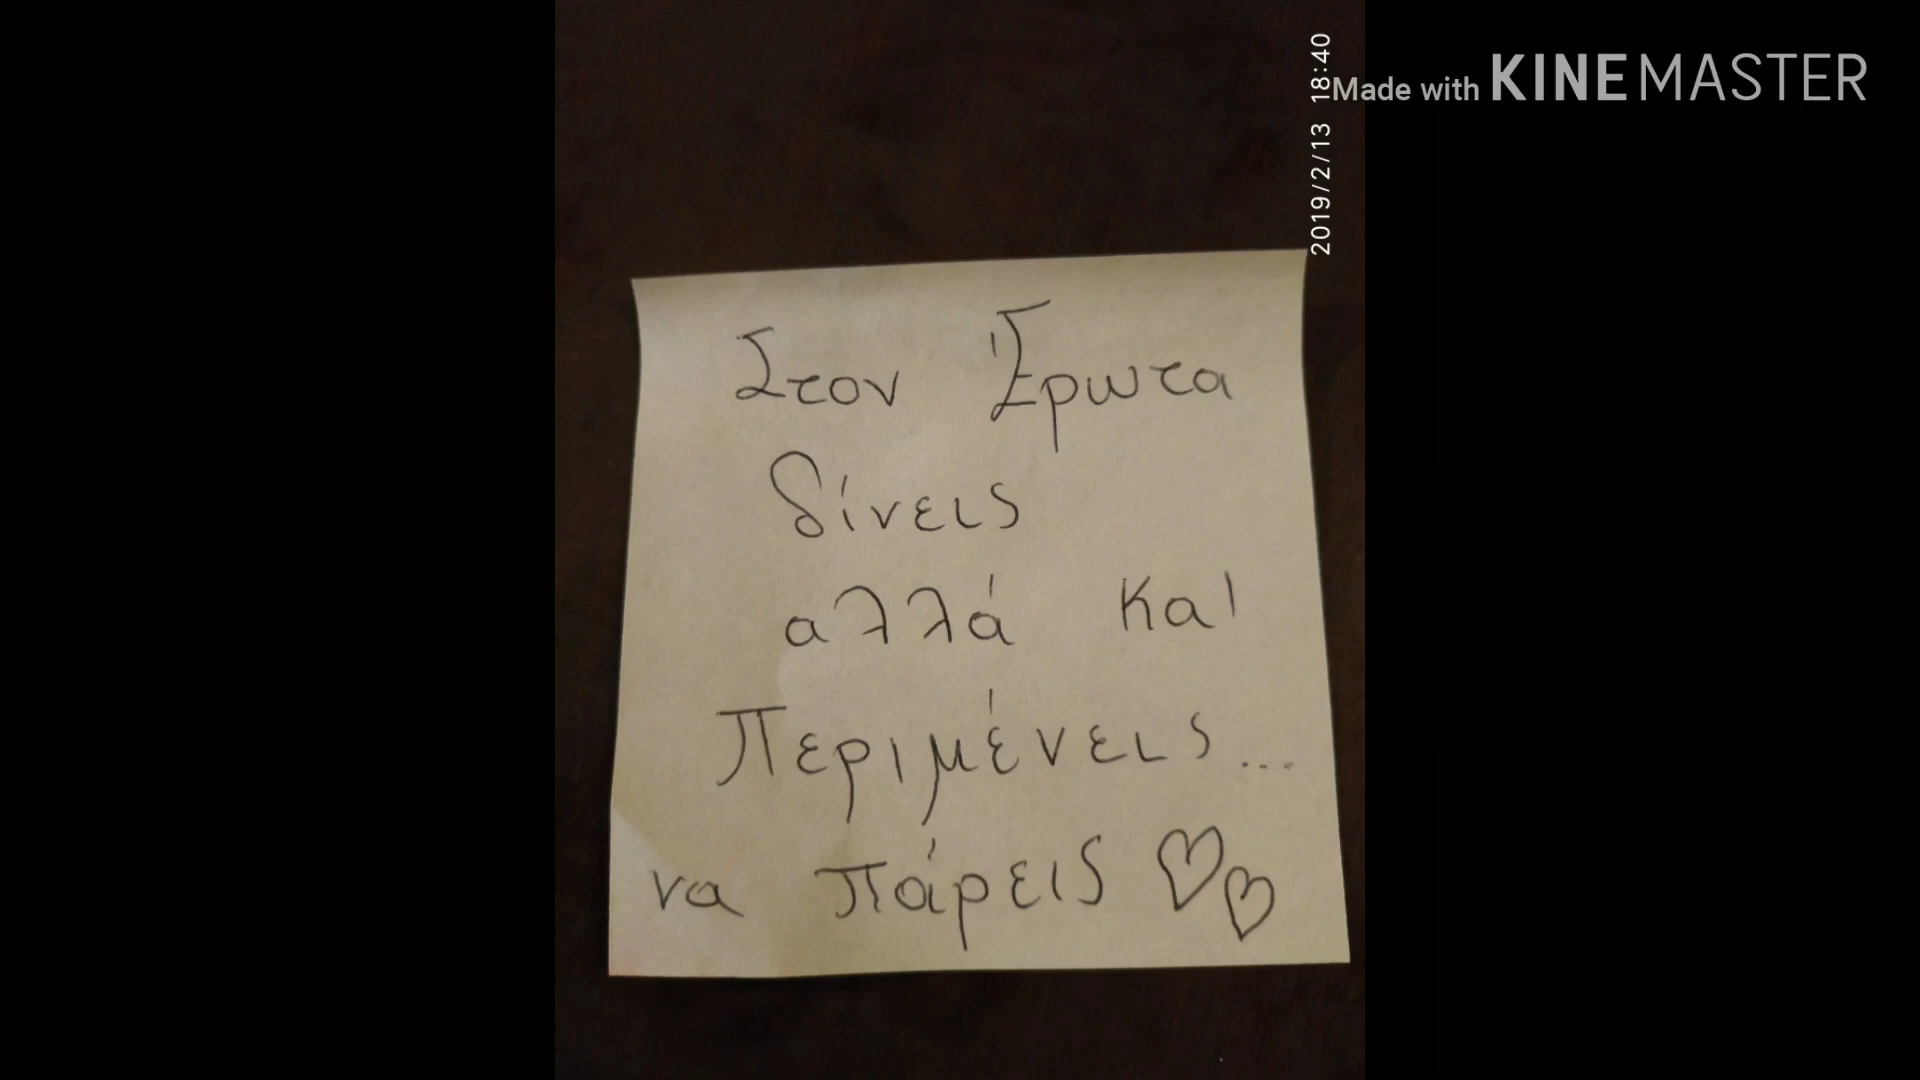 Made with KINEMASTER
2019/2/13 18:40
Στον Έρωτα
δίνεις
αλλά και
Περιμένεις...
να πάρεις